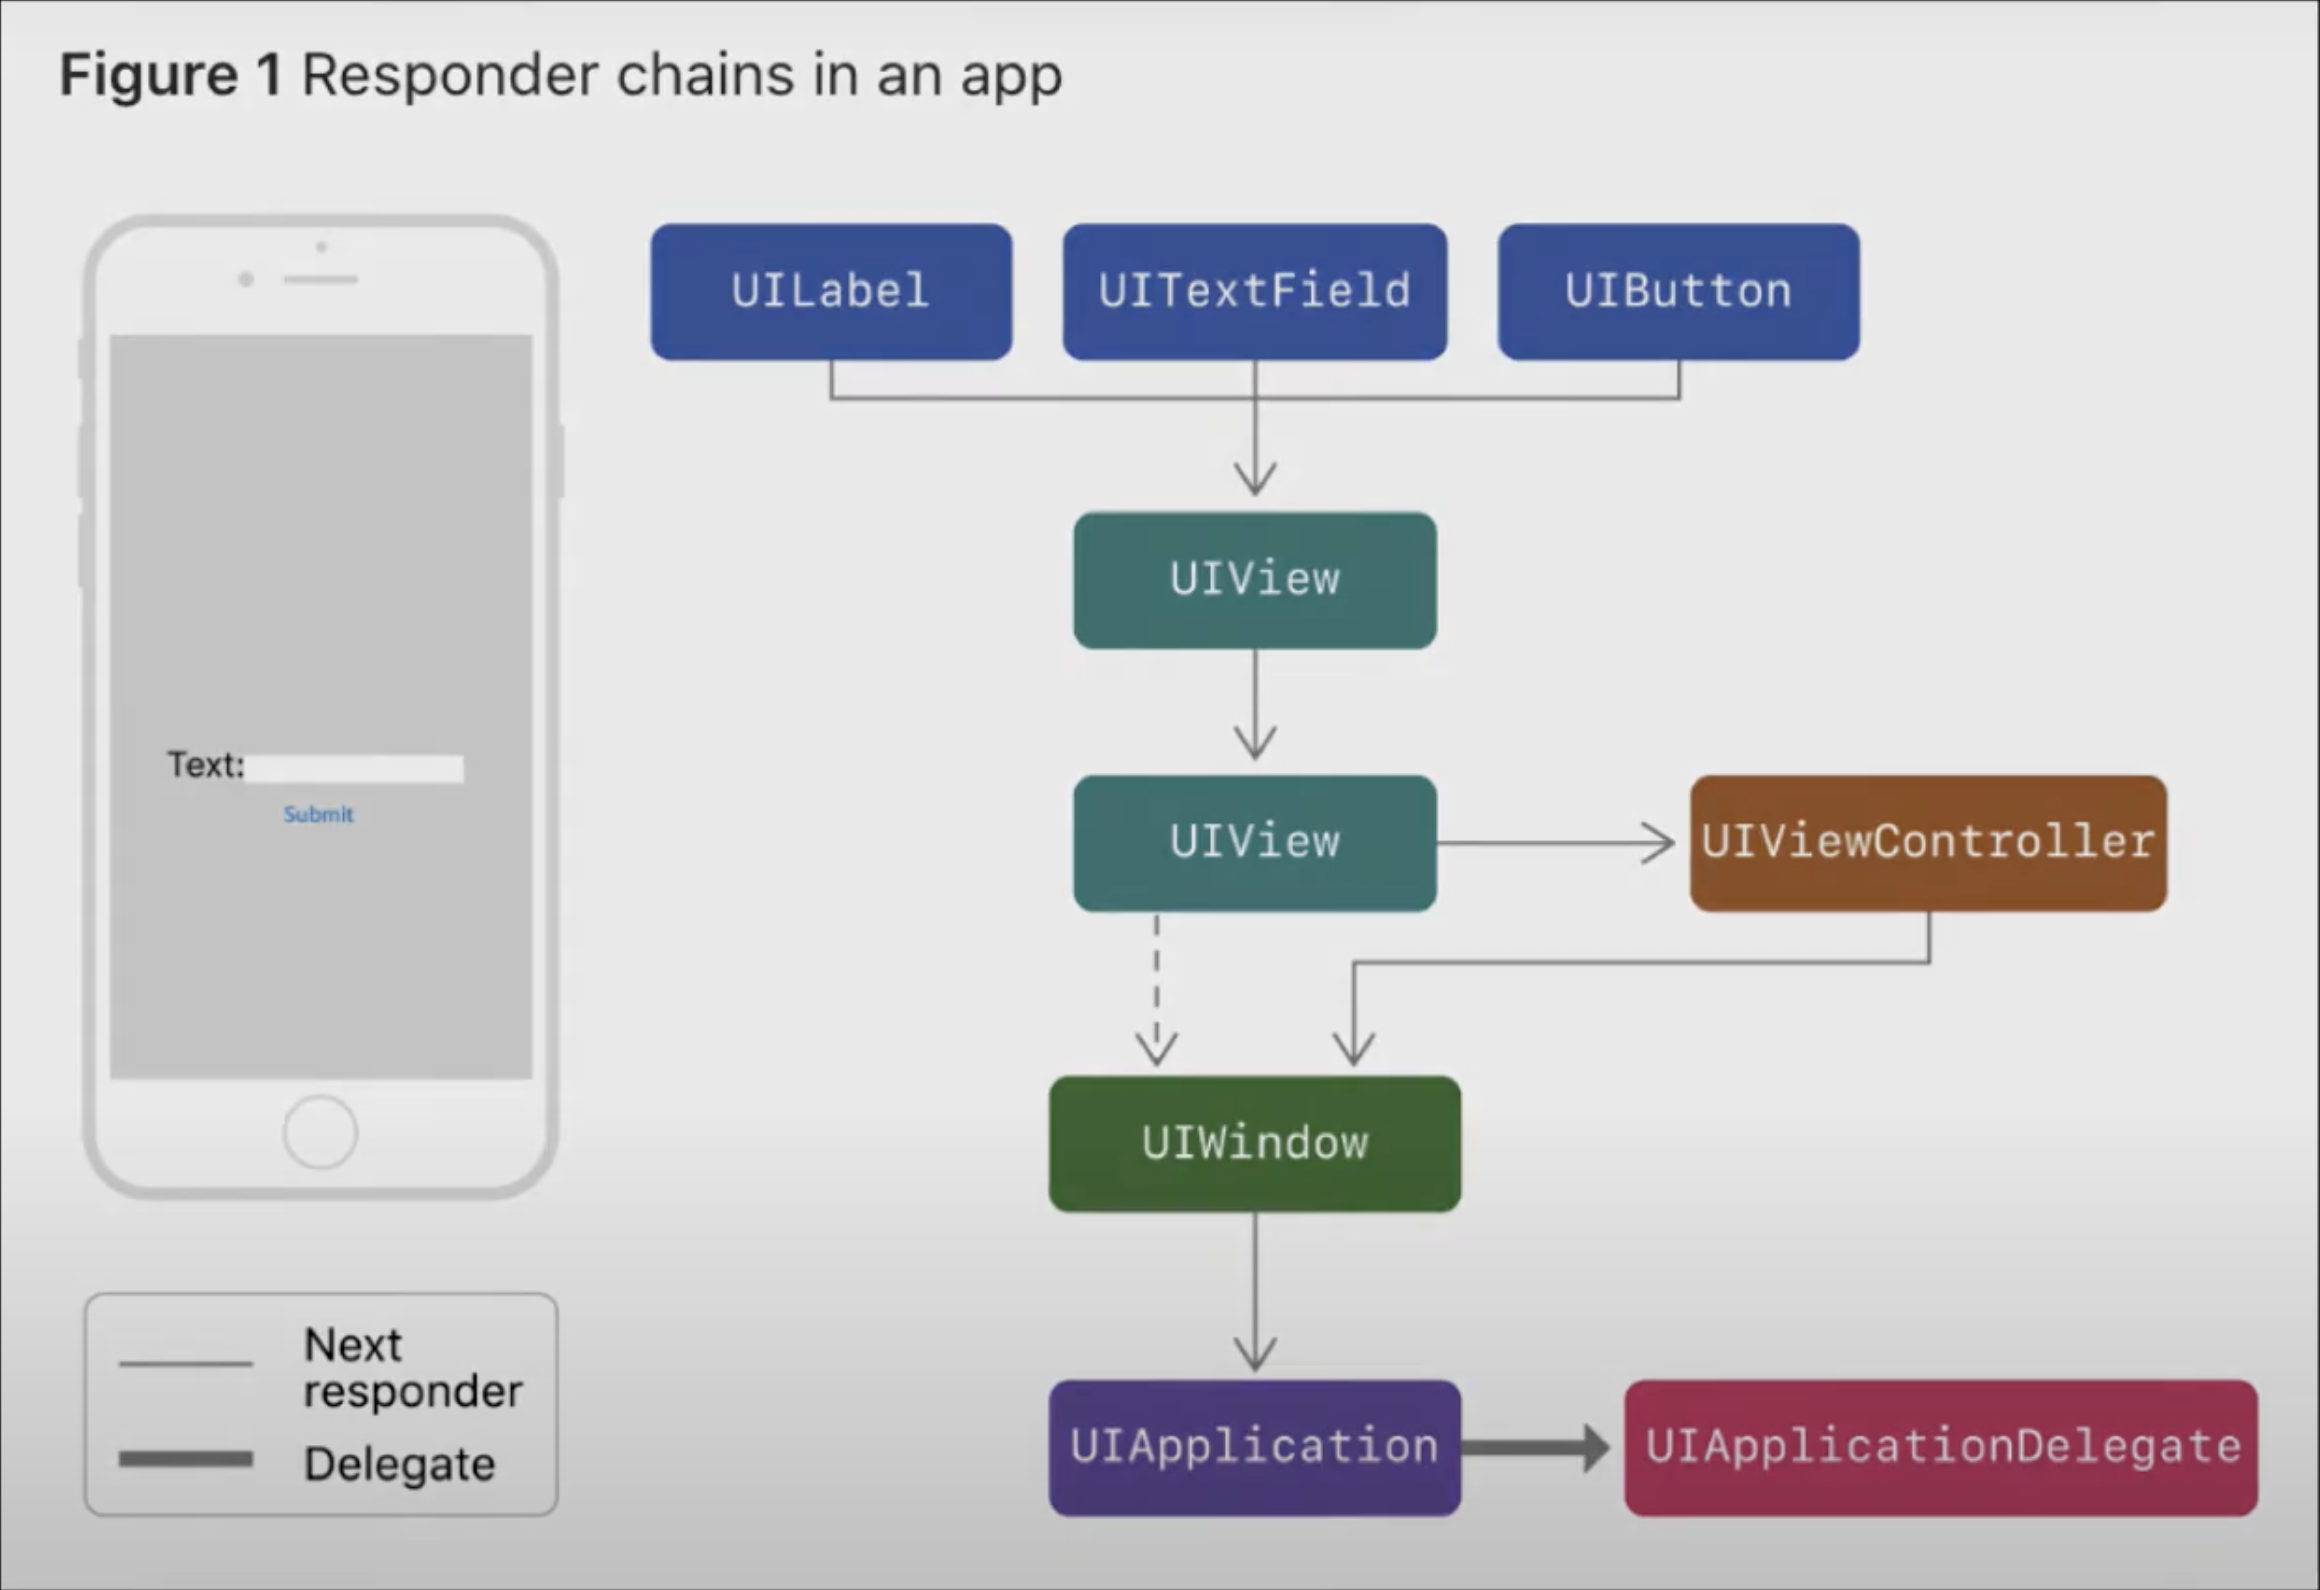 Figure 1 Responder chains in an app
UILabel
UITextField
UIButton
UIView
UIView
UIViewController
Text:
Submit
UIWindow
UIApplication
UIApplicationDelegate
Next
responder
Delegate